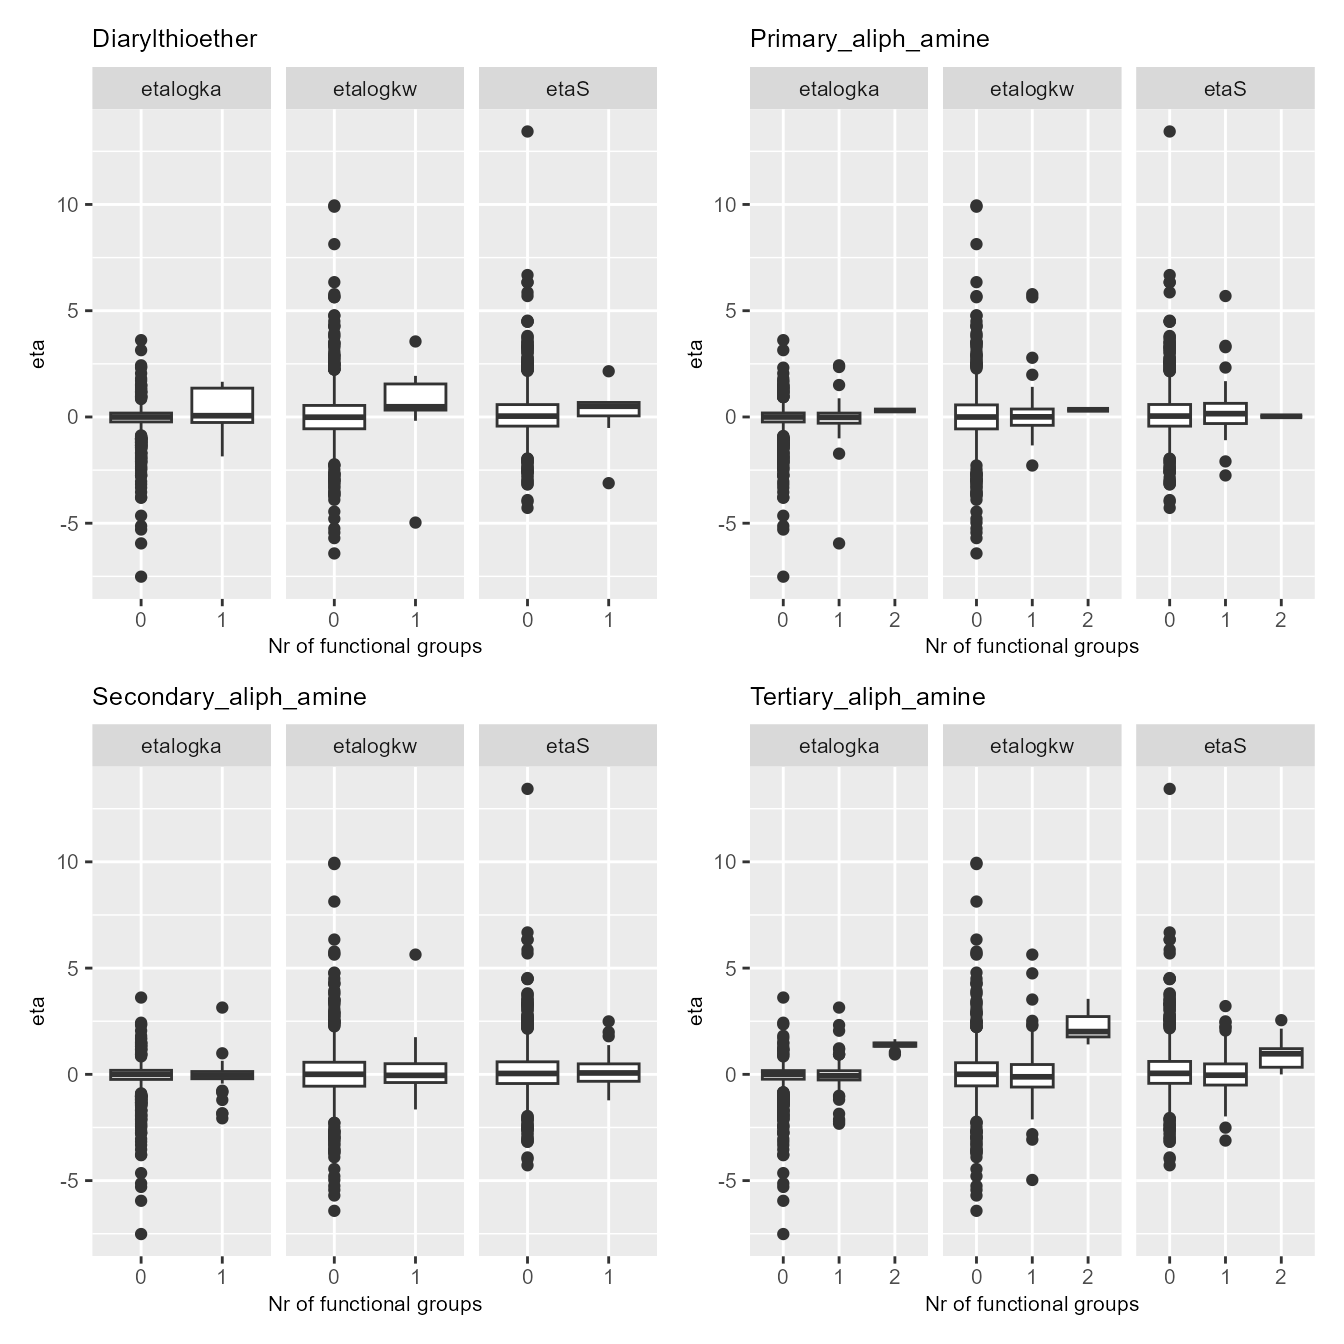 Diarylthioether
etalogka etalogkw etaS
10
5
0
-5
eta
0 1 0 1 0 1
Nr of functional groups
Primary_aliph_amine
etalogka etalogkw etaS
10
5
0
-5
eta
0 1 2 0 1 2 0 1 2
Nr of functional groups
Secondary_aliph_amine
etalogka etalogkw etaS
10
5
0
-5
eta
0 1 0 1 0 1
Nr of functional groups
Tertiary_aliph_amine
etalogka etalogkw etaS
10
5
0
-5
eta
0 1 2 0 1 2 0 1 2
Nr of functional groups